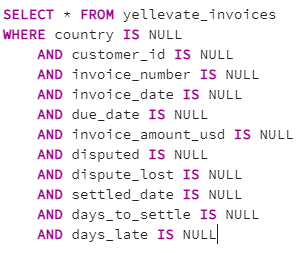 SELECT * FROM yellevate_invoices
WHERE country IS NULL
AND customer_id IS NULL
AND invoice_number IS NULL
AND invoice_date IS NULL
AND due_date IS NULL
AND invoice_amount_usd IS NULL
AND disputed IS NULL
AND dispute_lost IS NULL
AND settled_date IS NULL
AND days_to_settle IS NULL
AND days_late IS NULL